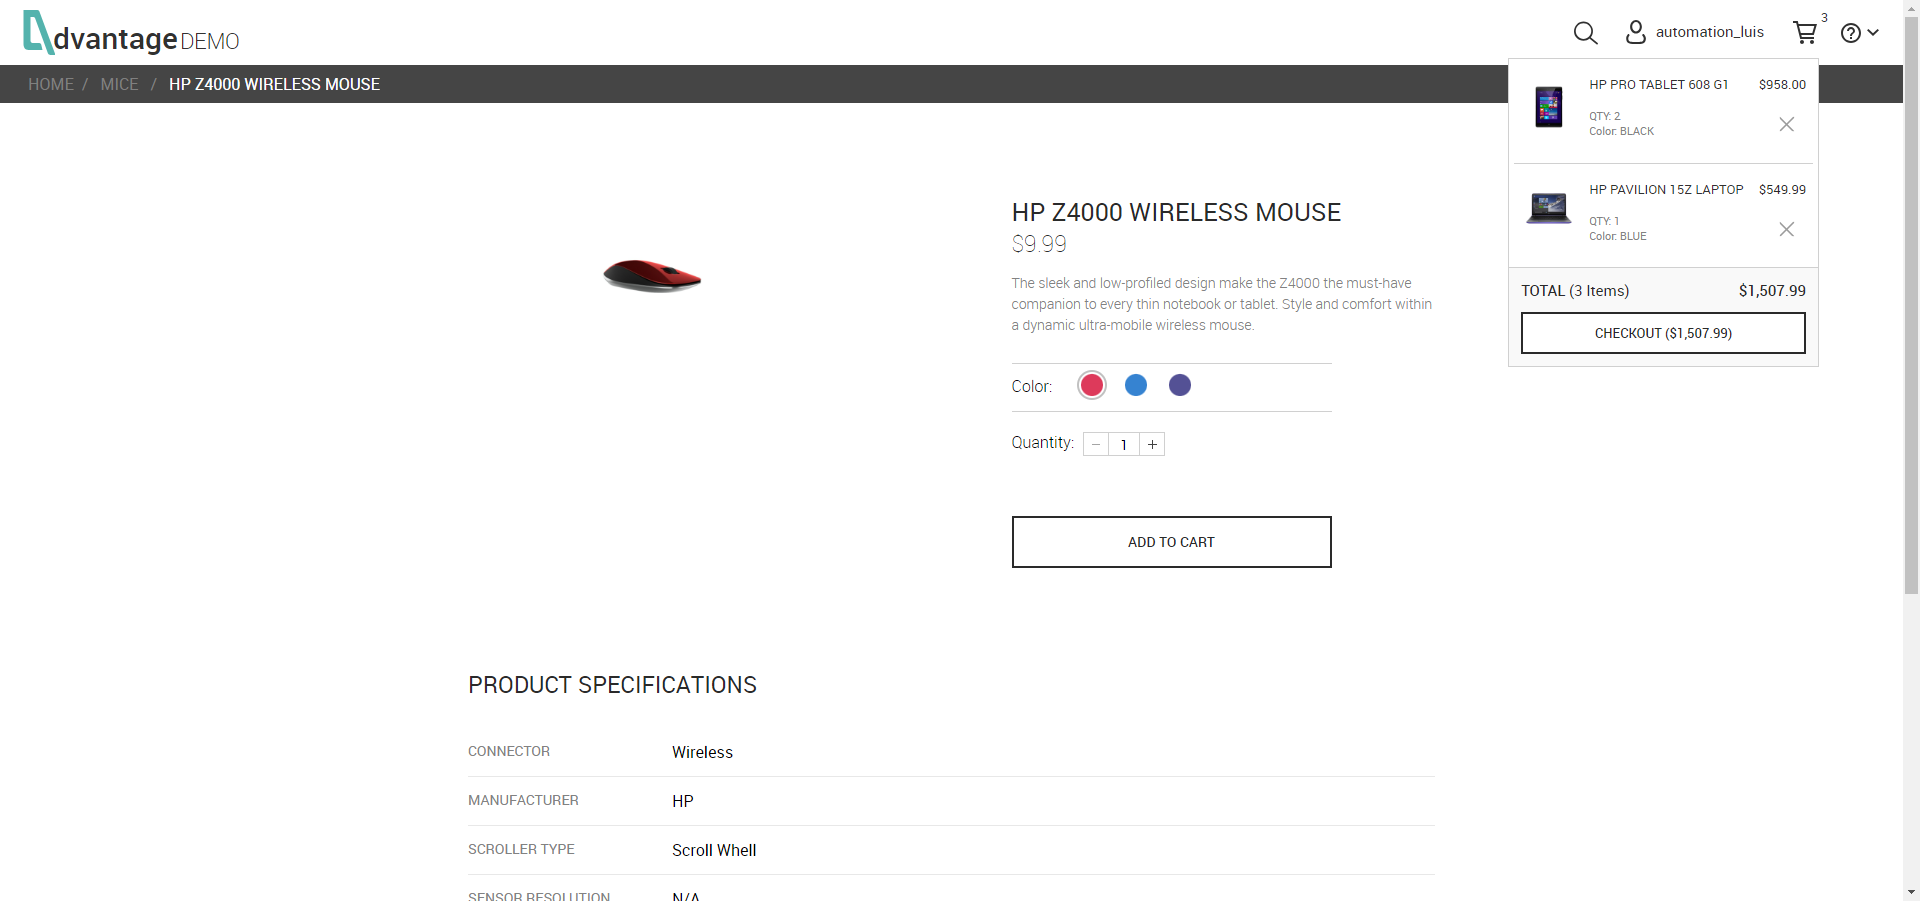 dvantage DEMO
automation_luis
3
HOME / MICE / HP Z4000 WIRELESS MOUSE
HP PRO TABLET 608 G1 $958.00
QTY: 2
Color: BLACK
HP PAVILION 15Z LAPTOP $549.99
QTY: 1
Color: BLUE
TOTAL (3 Items) $1,507.99
CHECKOUT ($1,507.99)
HP Z4000 WIRELESS MOUSE
$9.99
The sleek and low-profiled design make the Z4000 the must-have
companion to every thin notebook or tablet. Style and comfort within
a dynamic ultra-mobile wireless mouse.
Color:
Quantity: − 1 +
ADD TO CART
PRODUCT SPECIFICATIONS
CONNECTOR Wireless
MANUFACTURER HP
SCROLLER TYPE Scroll Whell
SENSOR RESOLUTION N/A